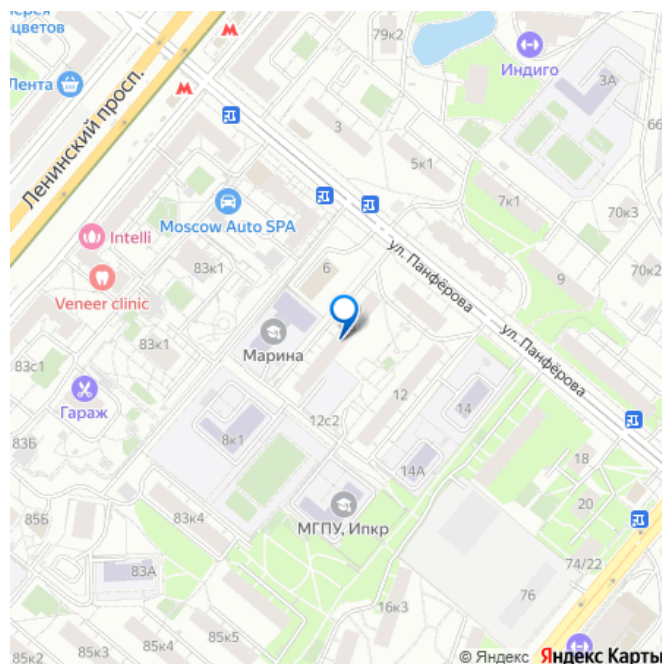 ерея
оцветов
79к2
Индиго
3А
66
Лента
Ленинский просп.
3
5к1
7к1
70к3
Moscow Auto SPA
Intelli
83к1
6
ул. Панфёрова
9
70к2
Veneer clinic
83к1
Марина
ул. Панфёрова
83с1
Гараж
12
14
12с2
83Б
8к1
14А
18
20
85Б
83к4
МГПУ, Ипкр
74/22
83А
76
16к3
85к2
85к3
85к4
85к5
© Яндекс Яндекс Карты